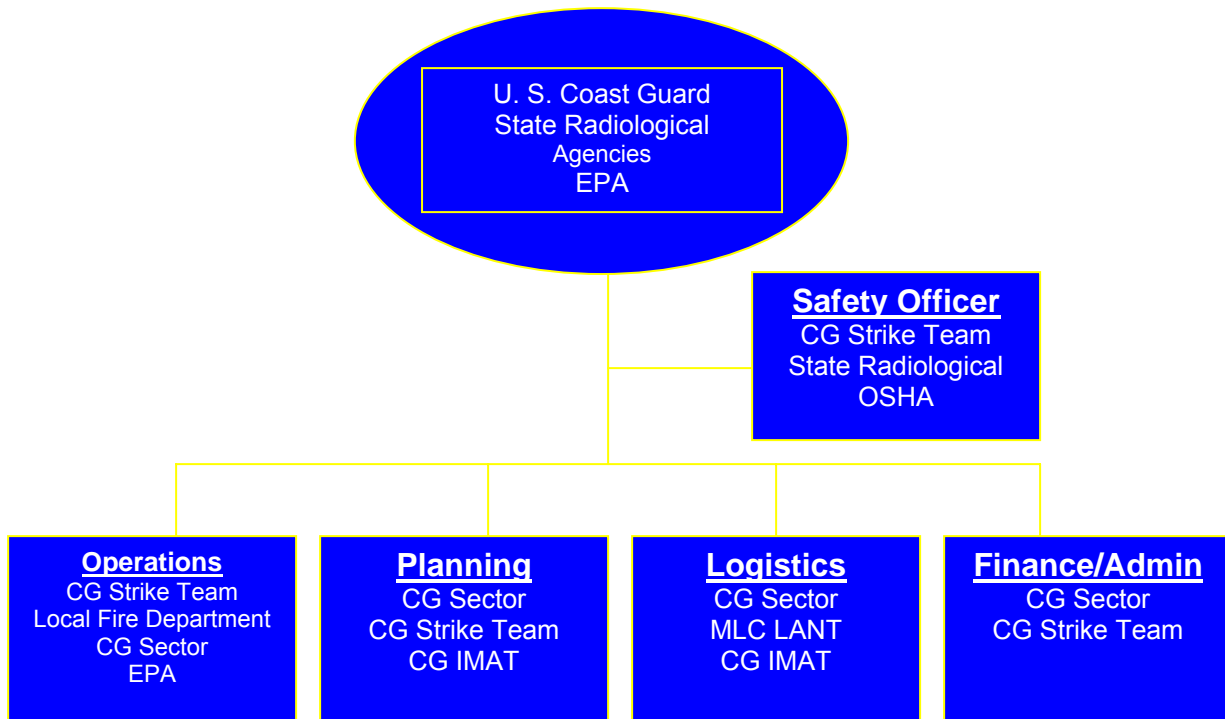 U. S. Coast Guard
State Radiological
Agencies
EPA
Safety Officer
CG Strike Team
State Radiological
OSHA
Operations
CG Strike Team
Local Fire Department
CG Sector
EPA
Planning
CG Sector
CG Strike Team
CG IMAT
Logistics
CG Sector
MLC LANT
CG IMAT
Finance/Admin
CG Sector
CG Strike Team